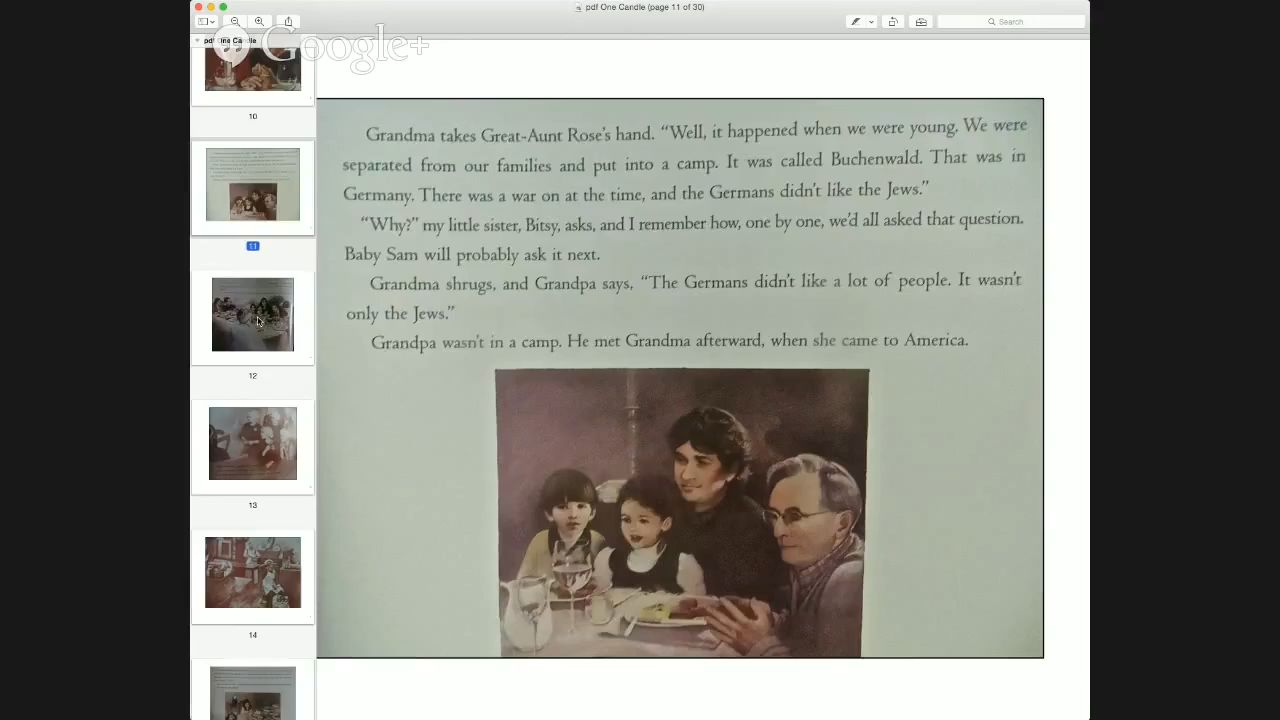 pdf One Candle (page 11 of 30)
Search
pdf One Candle
Google+
10
11
12
13
14
Grandma takes Great-Aunt Rose's hand. “Well, it happened when we were young. We were
separated from our families and put into a camp. It was called Buchenwald. That was in
Germany. There was a war on at the time, and the Germans didn't like the Jews.”
“Why?” my little sister, Bitsy, asks, and I remember how, one by one, we'd all asked that question.
Baby Sam will probably ask it next.
Grandma shrugs, and Grandpa says, “The Germans didn't like a lot of people. It wasn't
only the Jews.”
Grandpa wasn't in a camp. He met Grandma afterward, when she came to America.